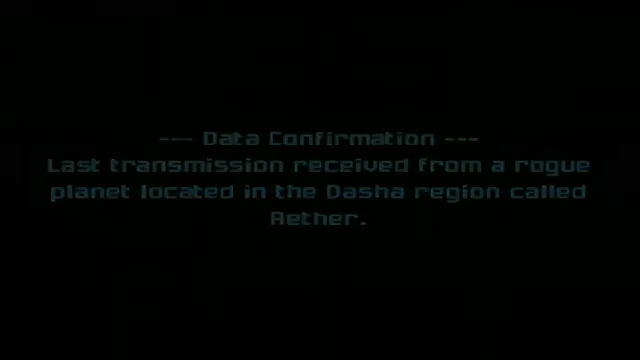 --- Data Confirmation ---
Last transmission received from a rogue
planet located in the Dasha region called
Aether.